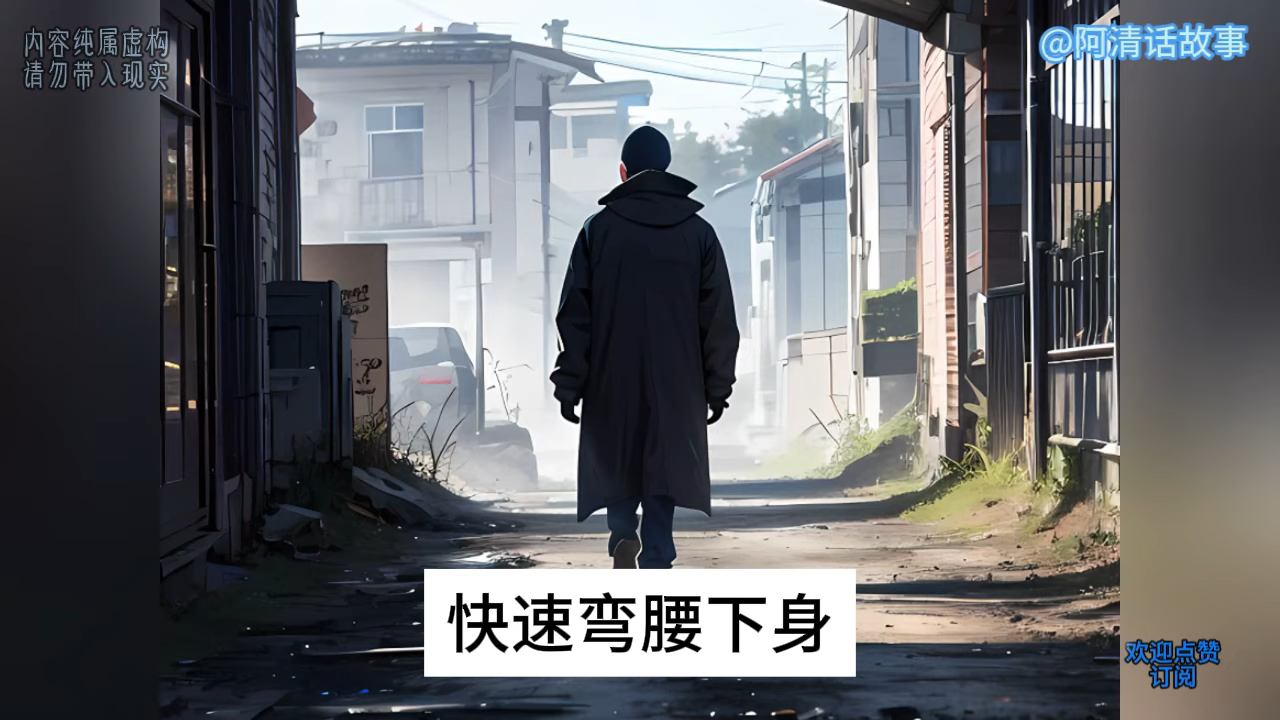 内容纯属虚构
请勿带入现实
@阿清话故事
快速弯腰下身
欢迎点赞
订阅